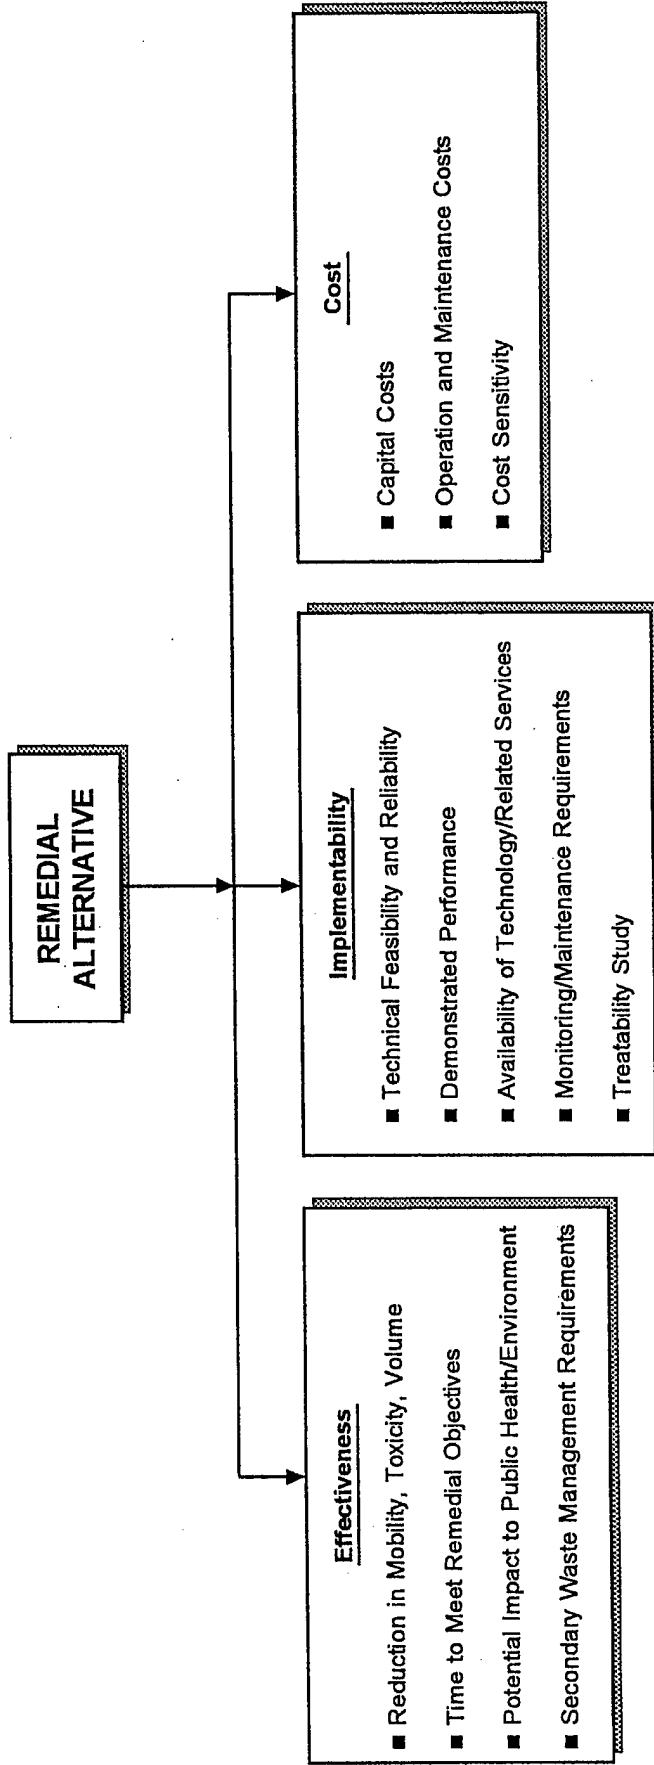 REMEDIAL
ALTERNATIVE
Effectiveness
■ Reduction in Mobility, Toxicity, Volume
■ Time to Meet Remedial Objectives
■ Potential Impact to Public Health/Environment
■ Secondary Waste Management Requirements
Implementability
■ Technical Feasibility and Reliability
■ Demonstrated Performance
■ Availability of Technology/Related Services
■ Monitoring/Maintenance Requirements
■ Treatability Study
Cost
■ Capital Costs
■ Operation and Maintenance Costs
■ Cost Sensitivity